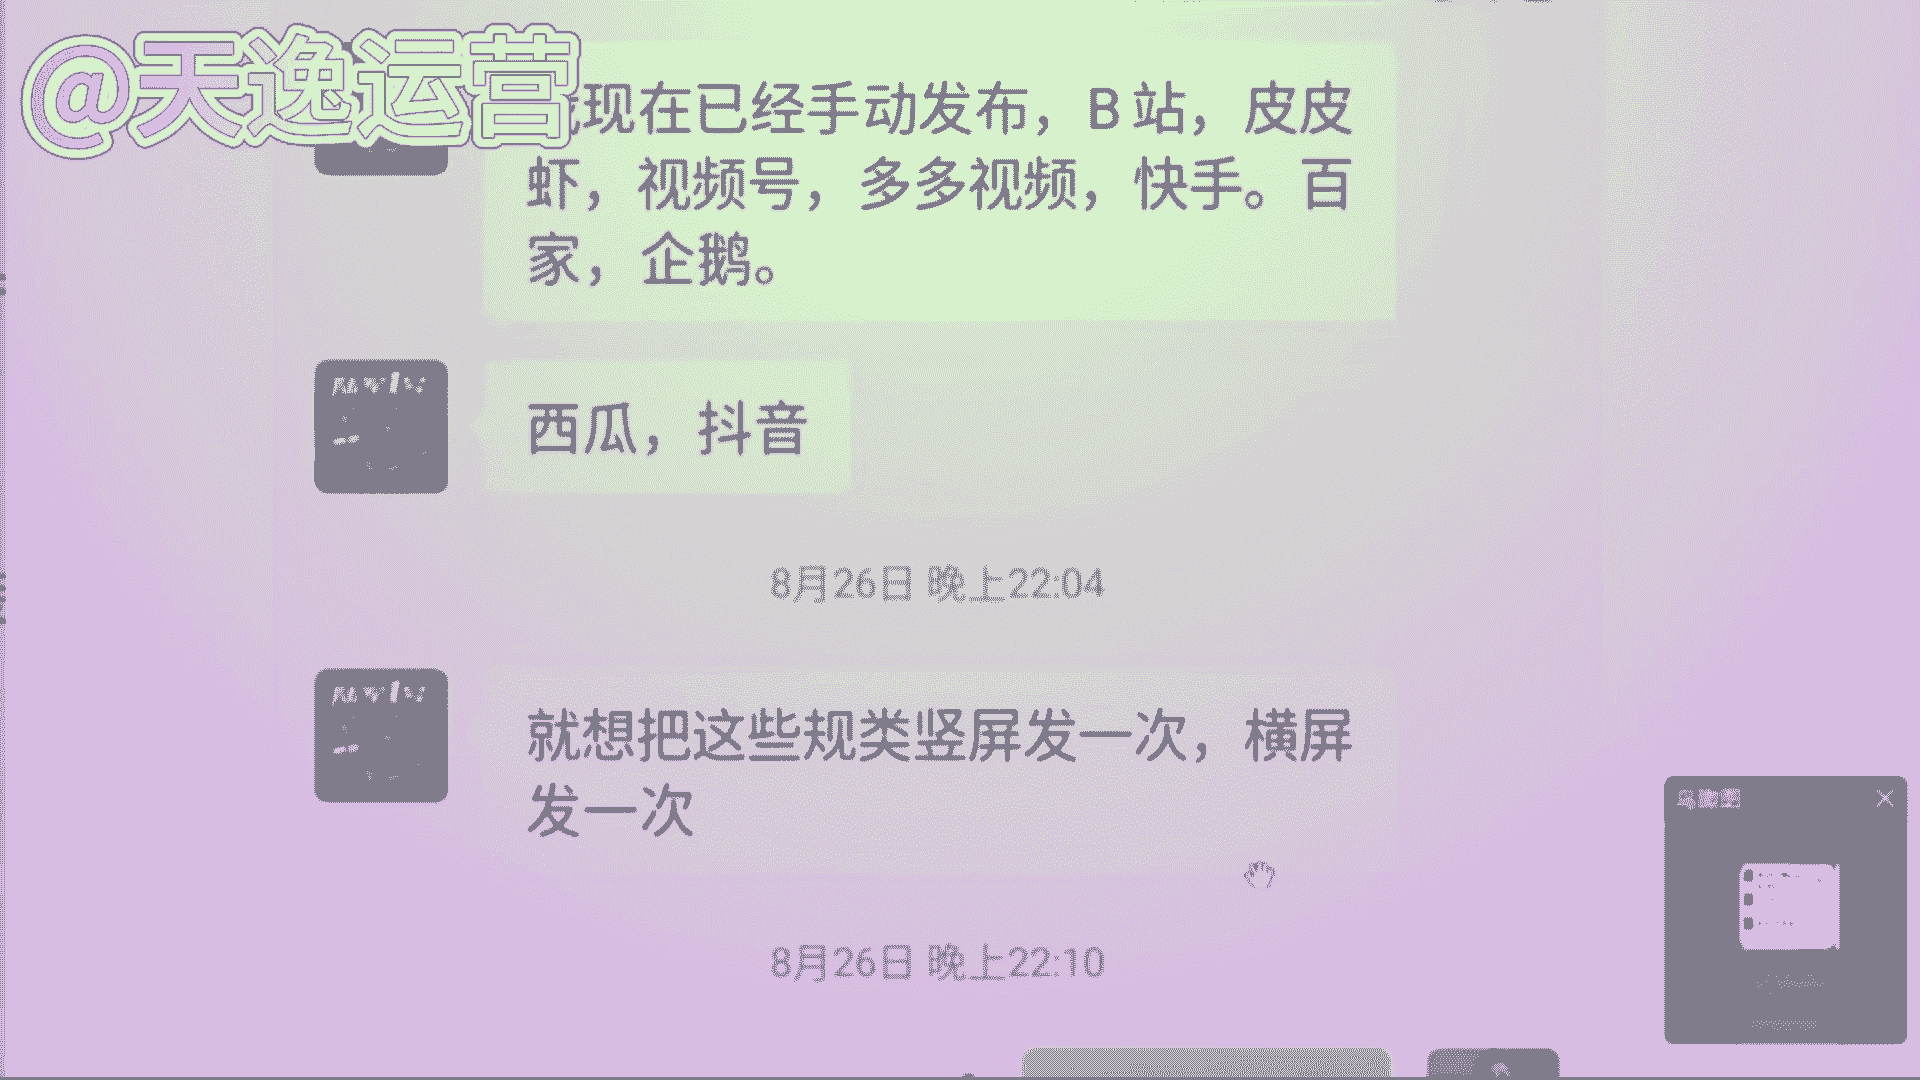 @天逸运营
现在已经手动发布，B站，皮皮
虾，视频号，多多视频，快手。百
家，企鹅。
西瓜，抖音
8月26日 晚上22:04
就想把这些规类竖屏发一次，横屏
发一次
8月26日 晚上22:10